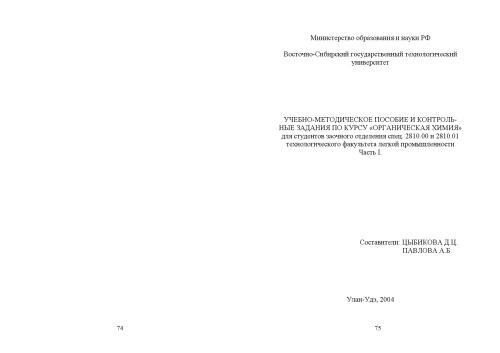 Министерство образования и науки РФ
Восточно-Сибирский государственный технологический
университет
УЧЕБНО-МЕТОДИЧЕСКОЕ ПОСОБИЕ И КОНТРОЛЬ-
НЫЕ ЗАДАНИЯ ПО КУРСУ «ОРГАНИЧЕСКАЯ ХИМИЯ»
для студентов заочного отделения спец. 2810.00 и 2810.01
технологического факультета легкой промышленности
Часть I.
Составители: ЦЫБИКОВА Д.Ц.
ПАВЛОВА А.Б.
Улан-Удэ, 2004
74
75